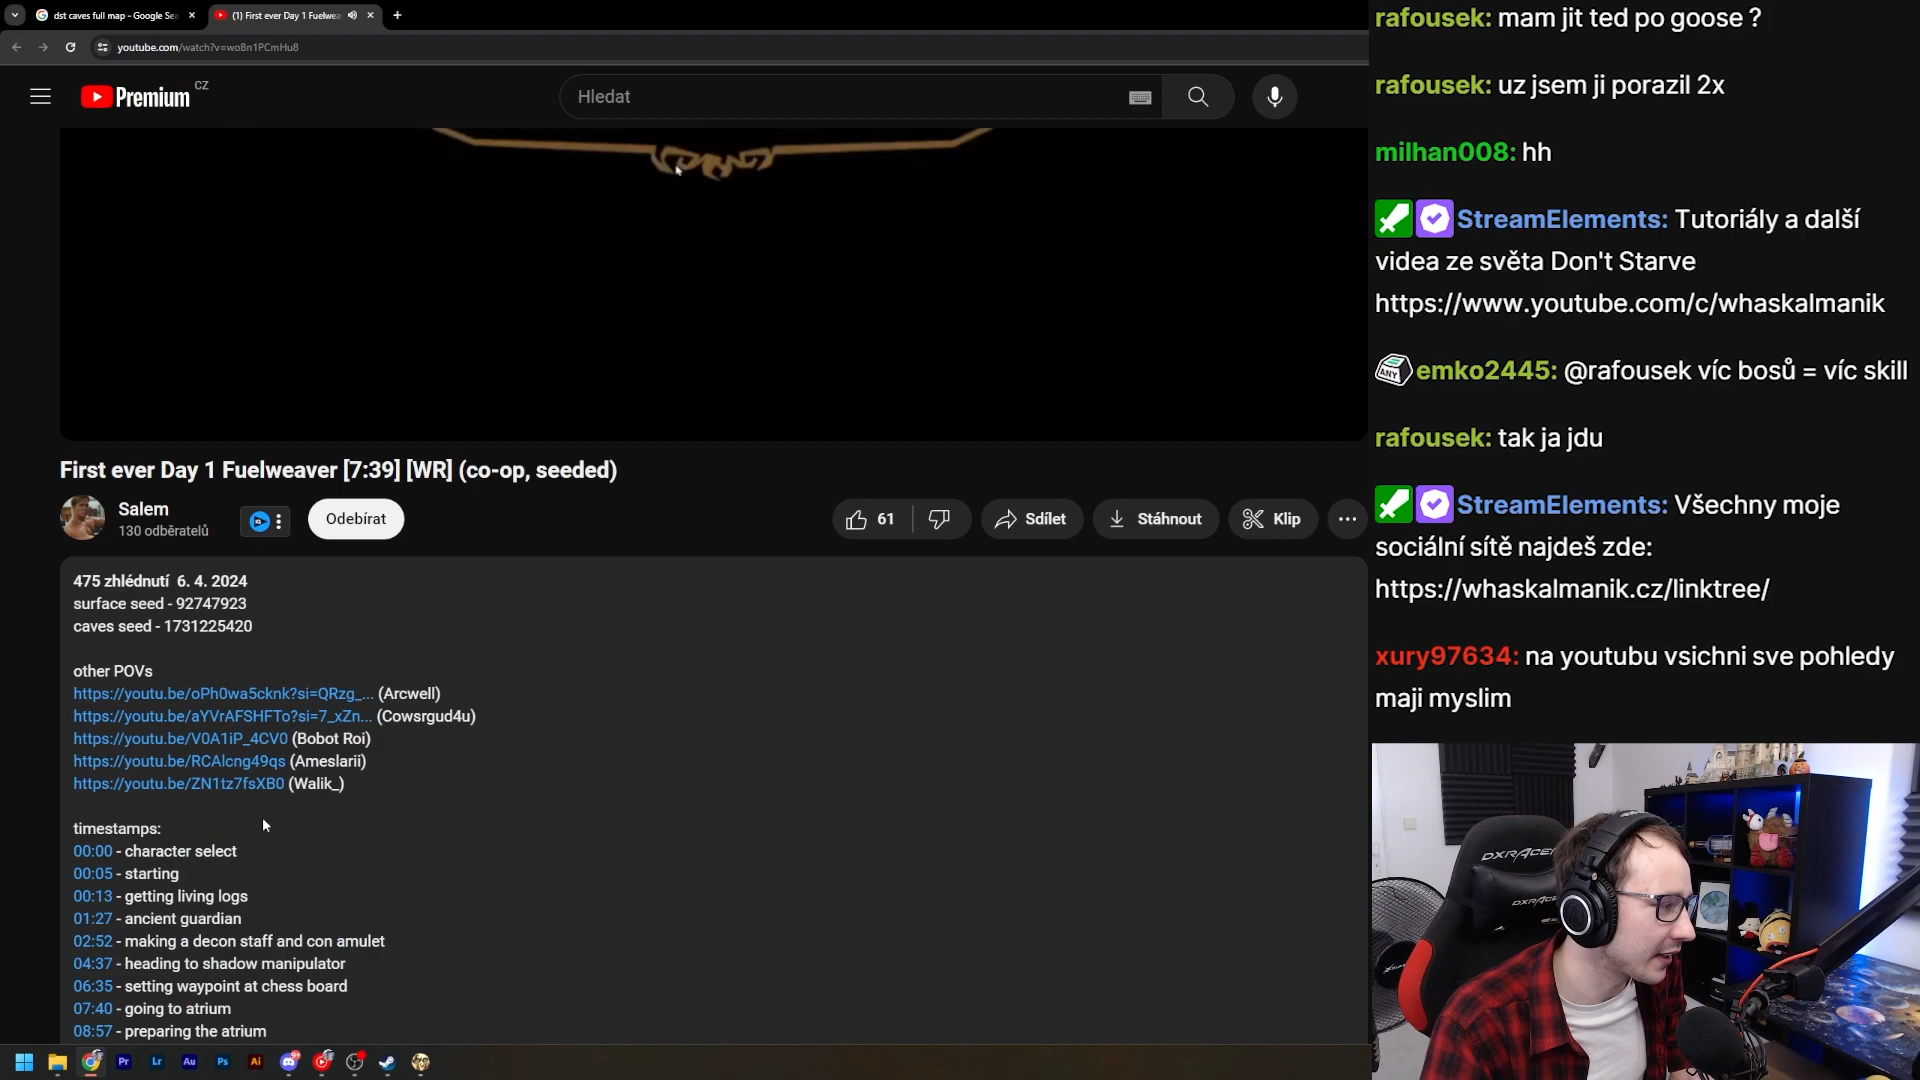 dst caves full map - Google Sea
(1) First ever Day 1 Fuelweav
youtube.com/watch?v=woBn1PCmHu8
Premium CZ
Hledat
First ever Day 1 Fuelweaver [7:39] [WR] (co-op, seeded)
Salem
130 odběratelů
Odebírat
61
Sdílet
Stáhnout
Klip
475 zhlédnutí 6. 4. 2024
surface seed - 92747923
caves seed - 1731225420
other POVs
https://youtu.be/oPh0wa5cknk?si=QRzg_... (Arcwell)
https://youtu.be/aYVrAFSHFTo?si=7_xZn... (Cowsrgud4u)
https://youtu.be/V0A1iP_4CV0 (Bobot Roi)
https://youtu.be/RCAlcng49qs (Ameslarii)
https://youtu.be/ZN1tz7fsXB0 (Walik_)
timestamps:
00:00 - character select
00:05 - starting
00:13 - getting living logs
01:27 - ancient guardian
02:52 - making a decon staff and con amulet
04:37 - heading to shadow manipulator
06:35 - setting waypoint at chess board
07:40 - going to atrium
08:57 - preparing the atrium
Pr
Lr
Au
Ps
Ai
rafousek: mam jit ted po goose ?
rafousek: uz jsem ji porazil 2x
milhan008: hh
StreamElements: Tutoriály a další
videa ze světa Don't Starve
https://www.youtube.com/c/whaskalmanik
ANY
emko2445: @rafousek víc bosů = víc skill
rafousek: tak ja jdu
StreamElements: Všechny moje
sociální sítě najdeš zde:
https://whaskalmanik.cz/linktree/
xury97634: na youtubu vsichni sve pohledy
maji myslim
DXRACER